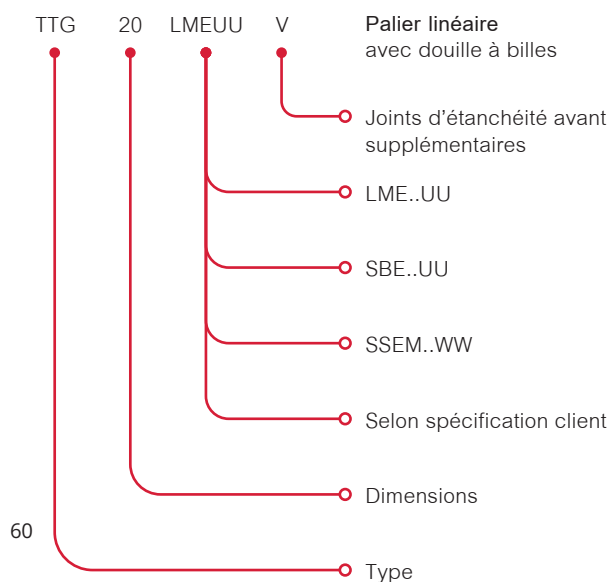 TTG 20 LMEUU V
Palier linéaire
avec douille à billes
Joints d'étanchéité avant
supplémentaires
LME..UU
SBE..UU
SSEM..WW
Selon spécification client
Dimensions
60
Type